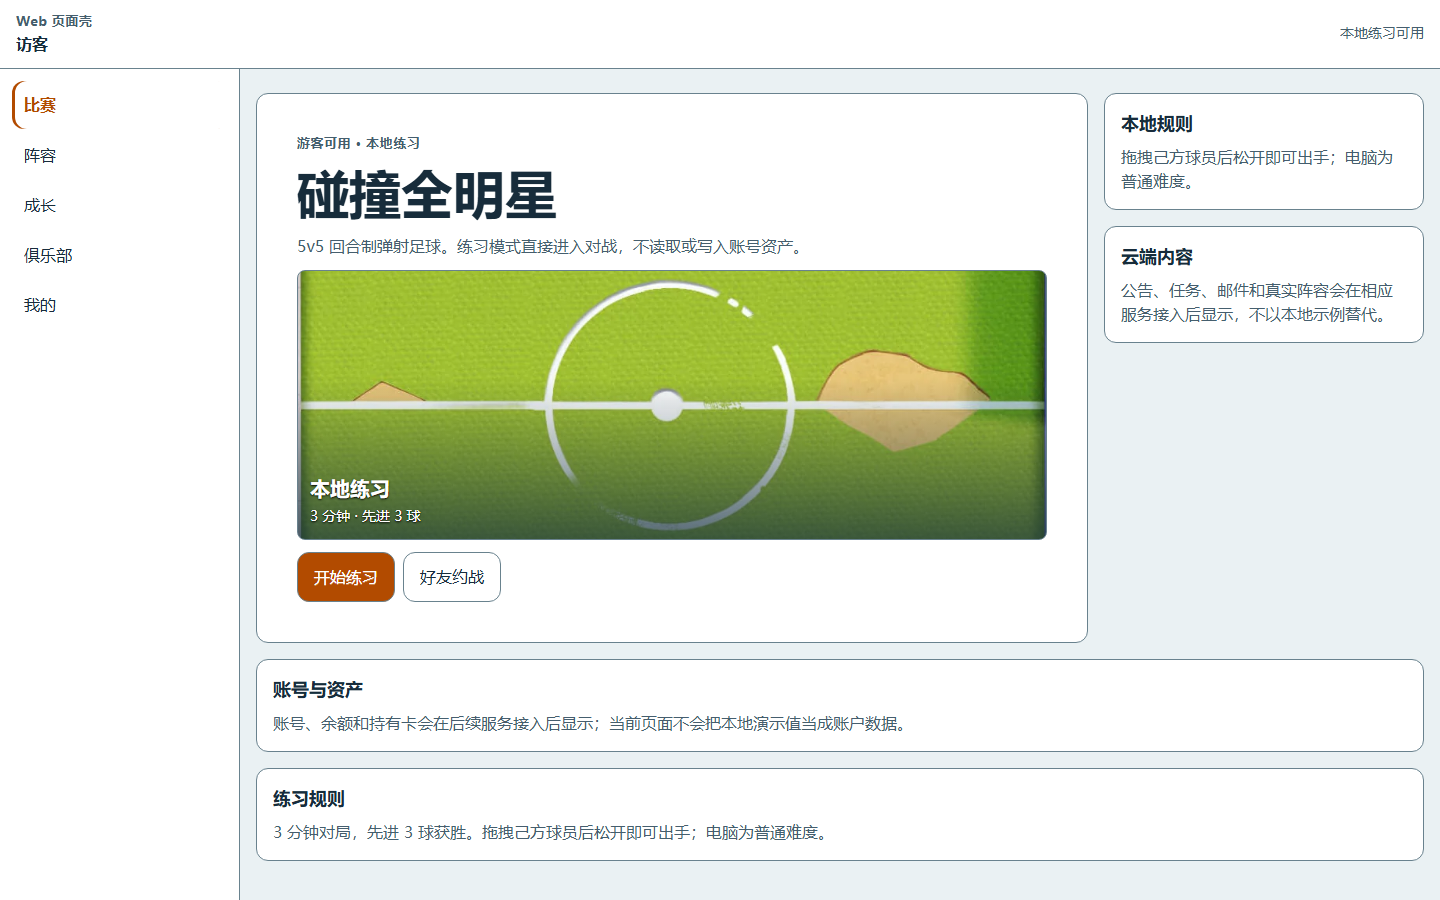 Web 页面壳
访客
本地练习可用
比赛
阵容
成长
俱乐部
我的
游客可用 • 本地练习
碰撞全明星
5v5 回合制弹射足球。练习模式直接进入对战，不读取或写入账号资产。
本地练习
3 分钟 · 先进 3 球
开始练习
好友约战
本地规则
拖拽己方球员后松开即可出手；电脑为
普通难度。
云端内容
公告、任务、邮件和真实阵容会在相应
服务接入后显示，不以本地示例替代。
账号与资产
账号、余额和持有卡会在后续服务接入后显示；当前页面不会把本地演示值当成账户数据。
练习规则
3 分钟对局，先进 3 球获胜。拖拽己方球员后松开即可出手；电脑为普通难度。